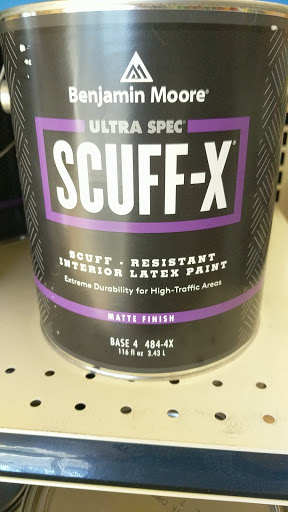 Benjamin Moore®
ULTRA SPEC®
SCUFF-X®
SCUFF - RESISTANT
INTERIOR LATEX PAINT
Extreme Durability for High-Traffic Areas
MATTE FINISH
BASE 4 484-4X
116 fl oz 3.43 L